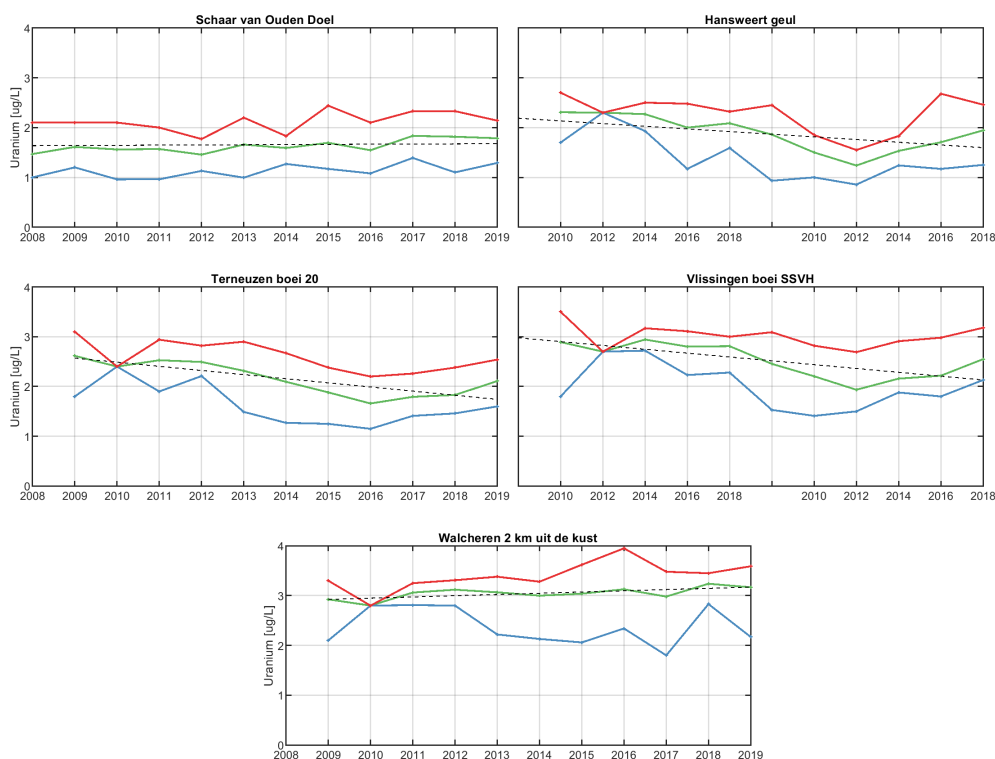 Schaar van Ouden Doel
Hansweert geul
4
3
2
1
0
Uranium [ug/L]
2008 2009 2010 2011 2012 2013 2014 2015 2016 2017 2018 2019
2010 2012 2014 2016 2018 2010 2012 2014 2016 2018
Terneuzen boei 20
Vlissingen boei SSVH
4
3
2
1
0
Uranium [ug/L]
2008 2009 2010 2011 2012 2013 2014 2015 2016 2017 2018 2019
2010 2012 2014 2016 2018 2010 2012 2014 2016 2018
Walcheren 2 km uit de kust
4
3
2
1
0
Uranium [ug/L]
2008 2009 2010 2011 2012 2013 2014 2015 2016 2017 2018 2019